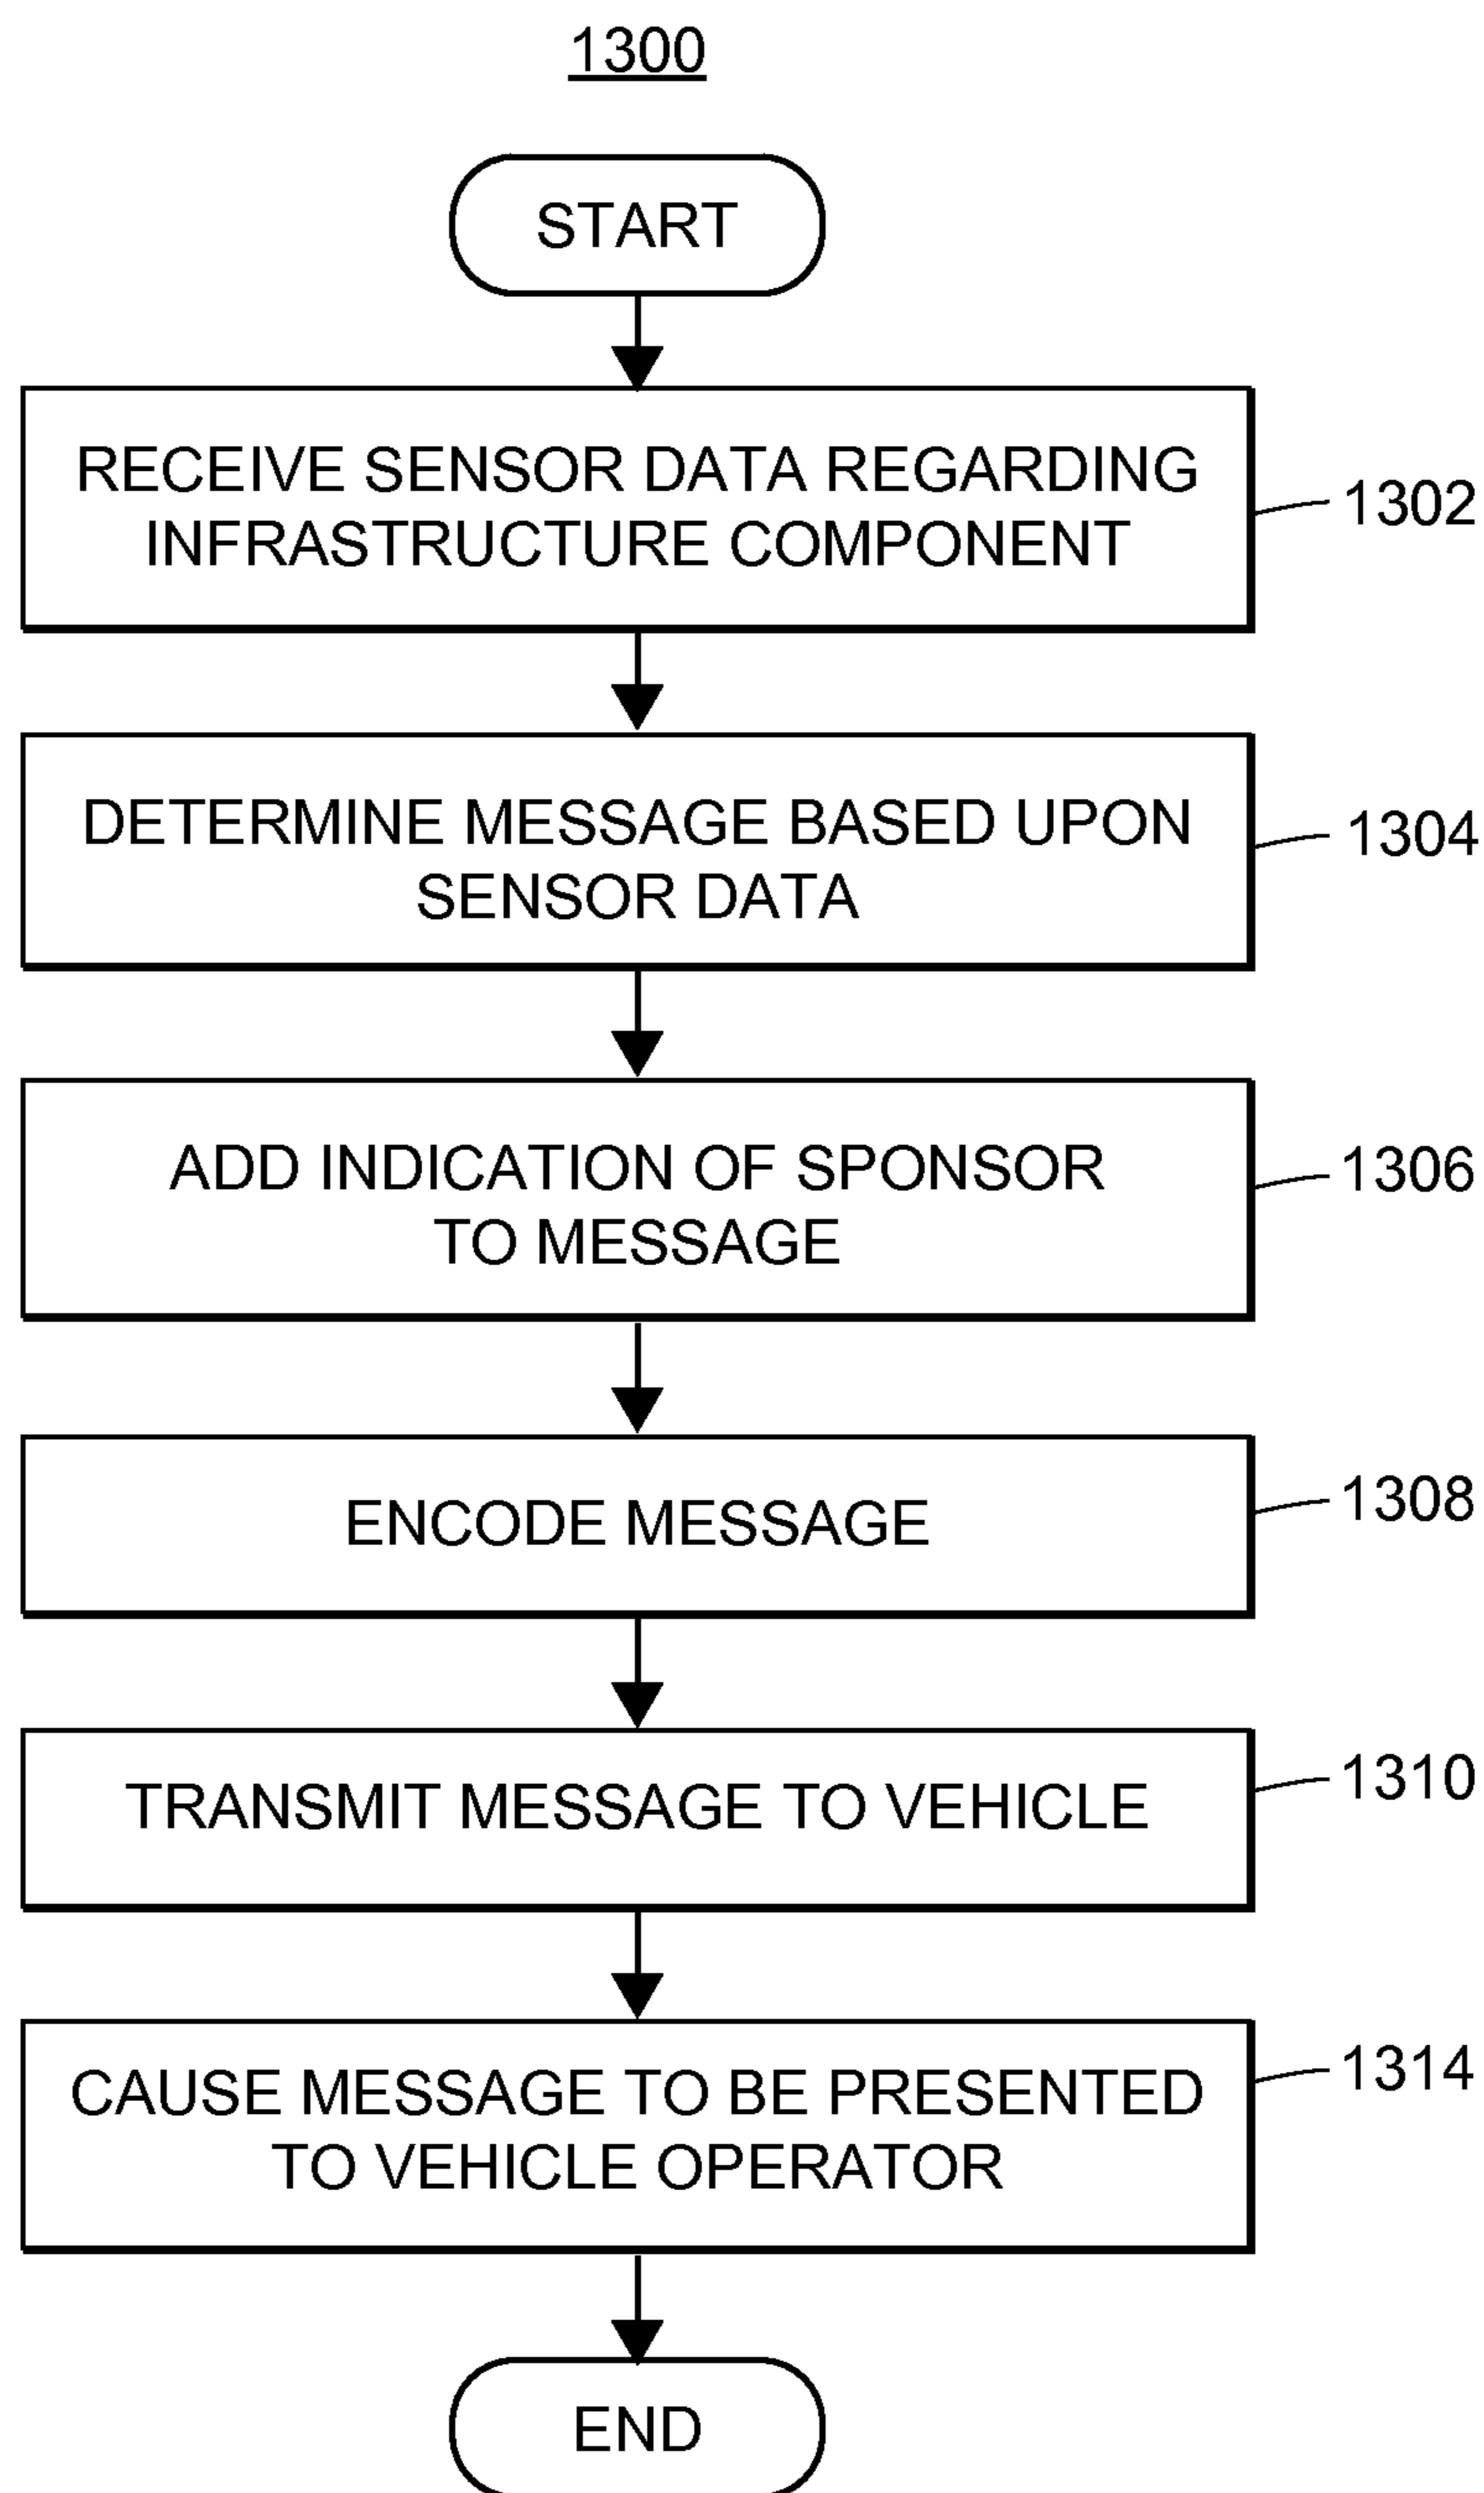 1300
START
RECEIVE SENSOR DATA REGARDING
INFRASTRUCTURE COMPONENT
1302
DETERMINE MESSAGE BASED UPON
SENSOR DATA
1304
ADD INDICATION OF SPONSOR
TO MESSAGE
1306
ENCODE MESSAGE
1308
TRANSMIT MESSAGE TO VEHICLE
1310
CAUSE MESSAGE TO BE PRESENTED
TO VEHICLE OPERATOR
1314
END